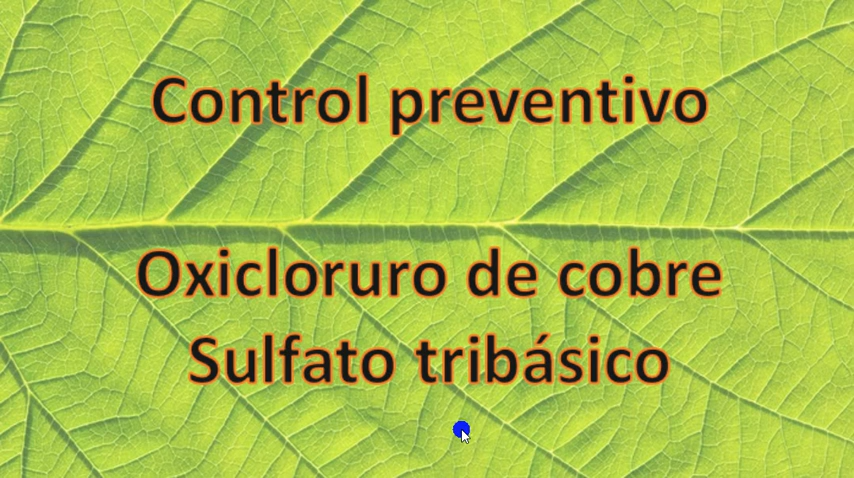 Control preventivo
Oxicloruro de cobre
Sulfato tribásico